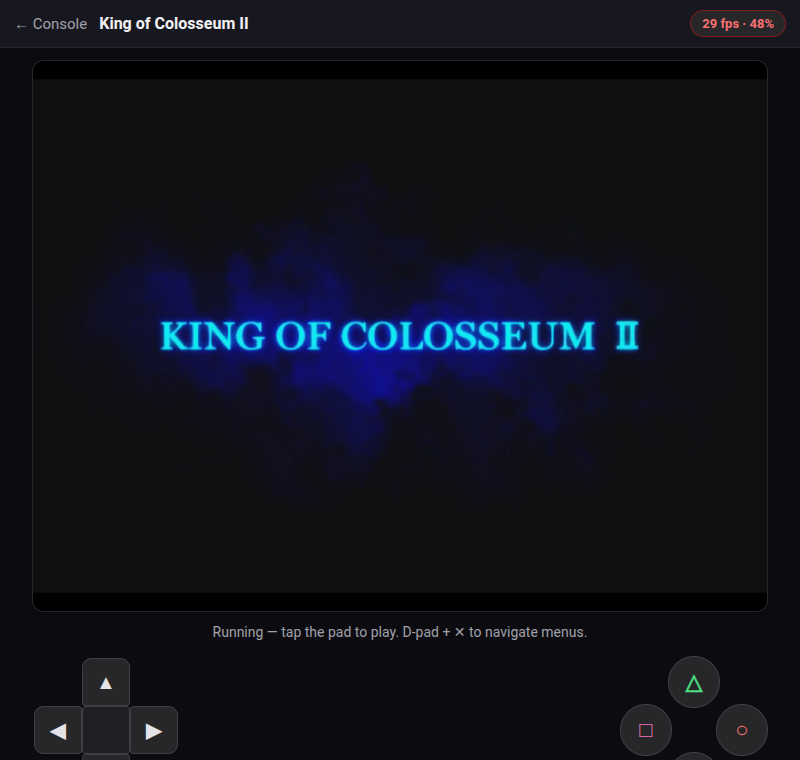 ← Console King of Colosseum II
29 fps · 48%
KING OF COLOSSEUM II
Running — tap the pad to play. D-pad + ✕ to navigate menus.